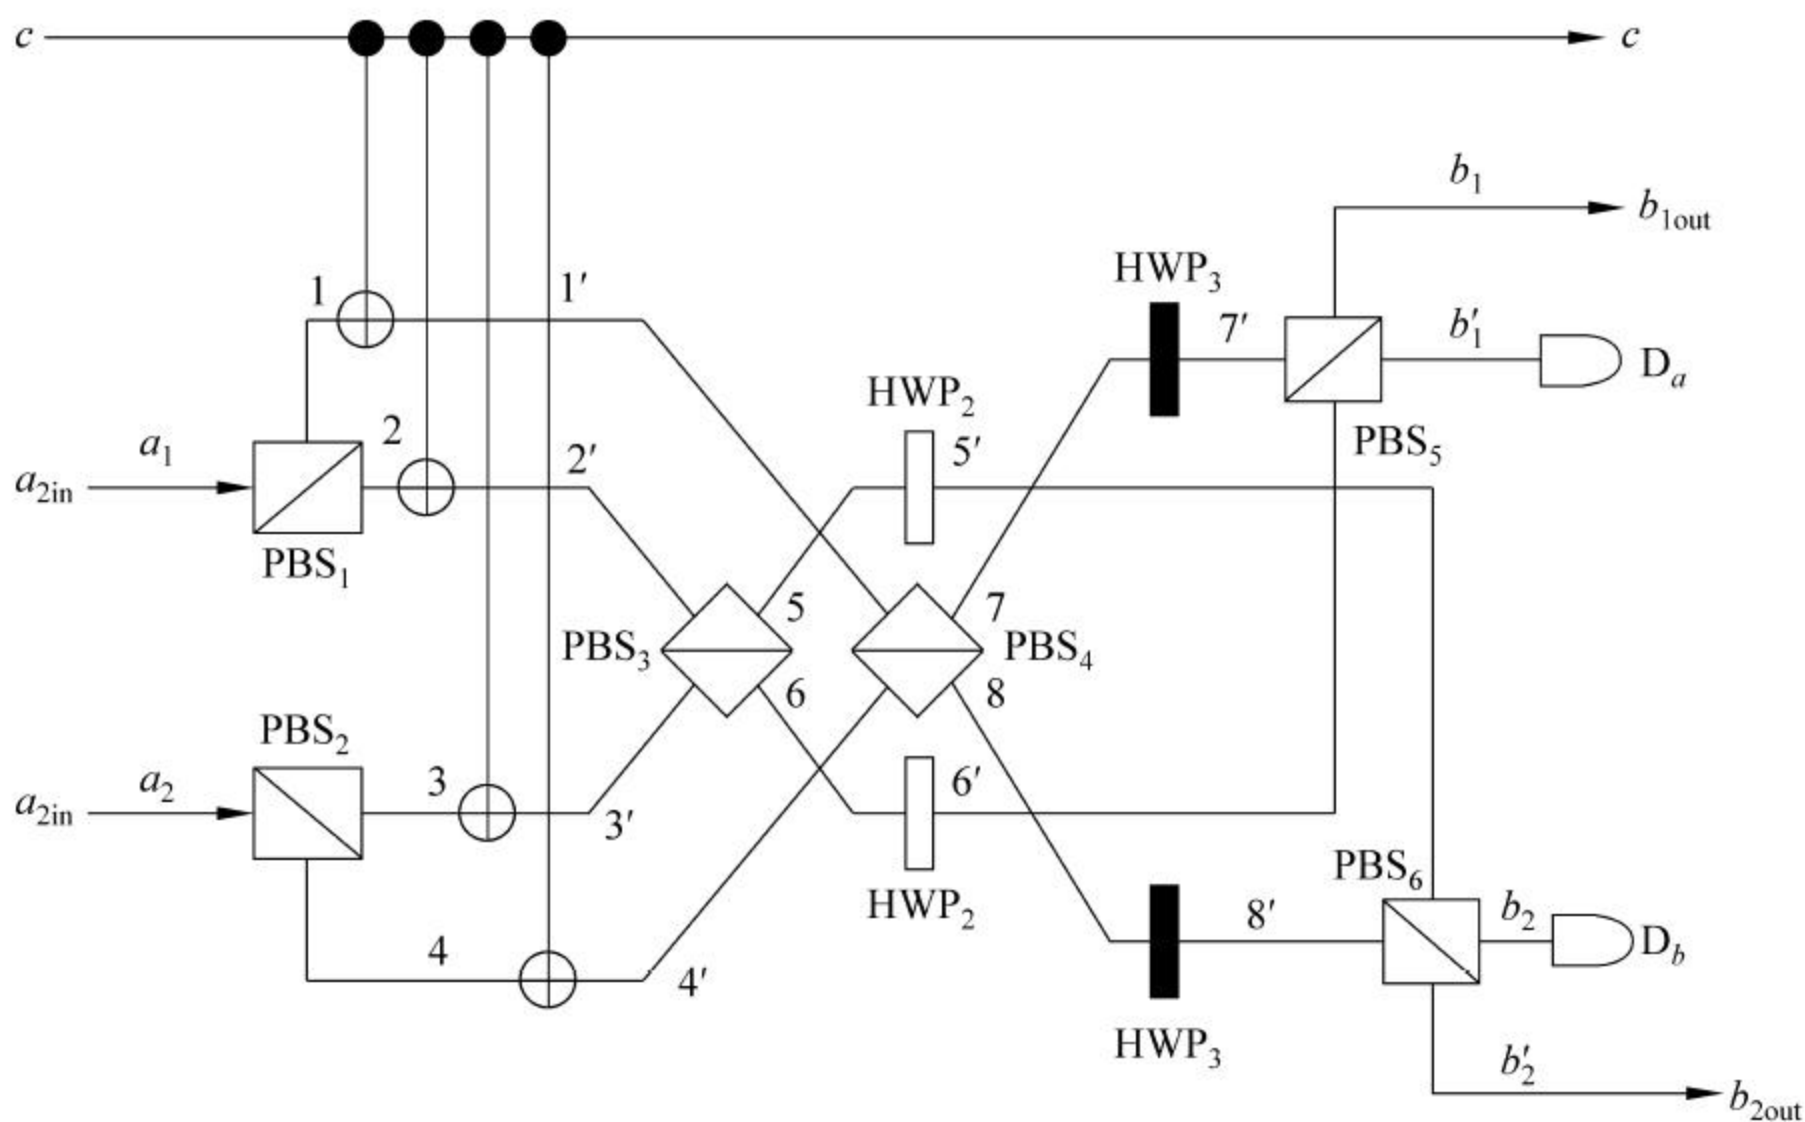 c
c
b₁
b₁out
HWP₃
1
1′
7′
b′₁
Dₐ
HWP₂
a₁
2
2′
5′
PBS₅
a₂in
PBS₁
5
7
PBS₃
PBS₄
6
8
PBS₂
a₂
3
6′
a₂in
3′
PBS₆
HWP₂
b₂
8′
4
D_b
4′
HWP₃
b′₂
b₂out